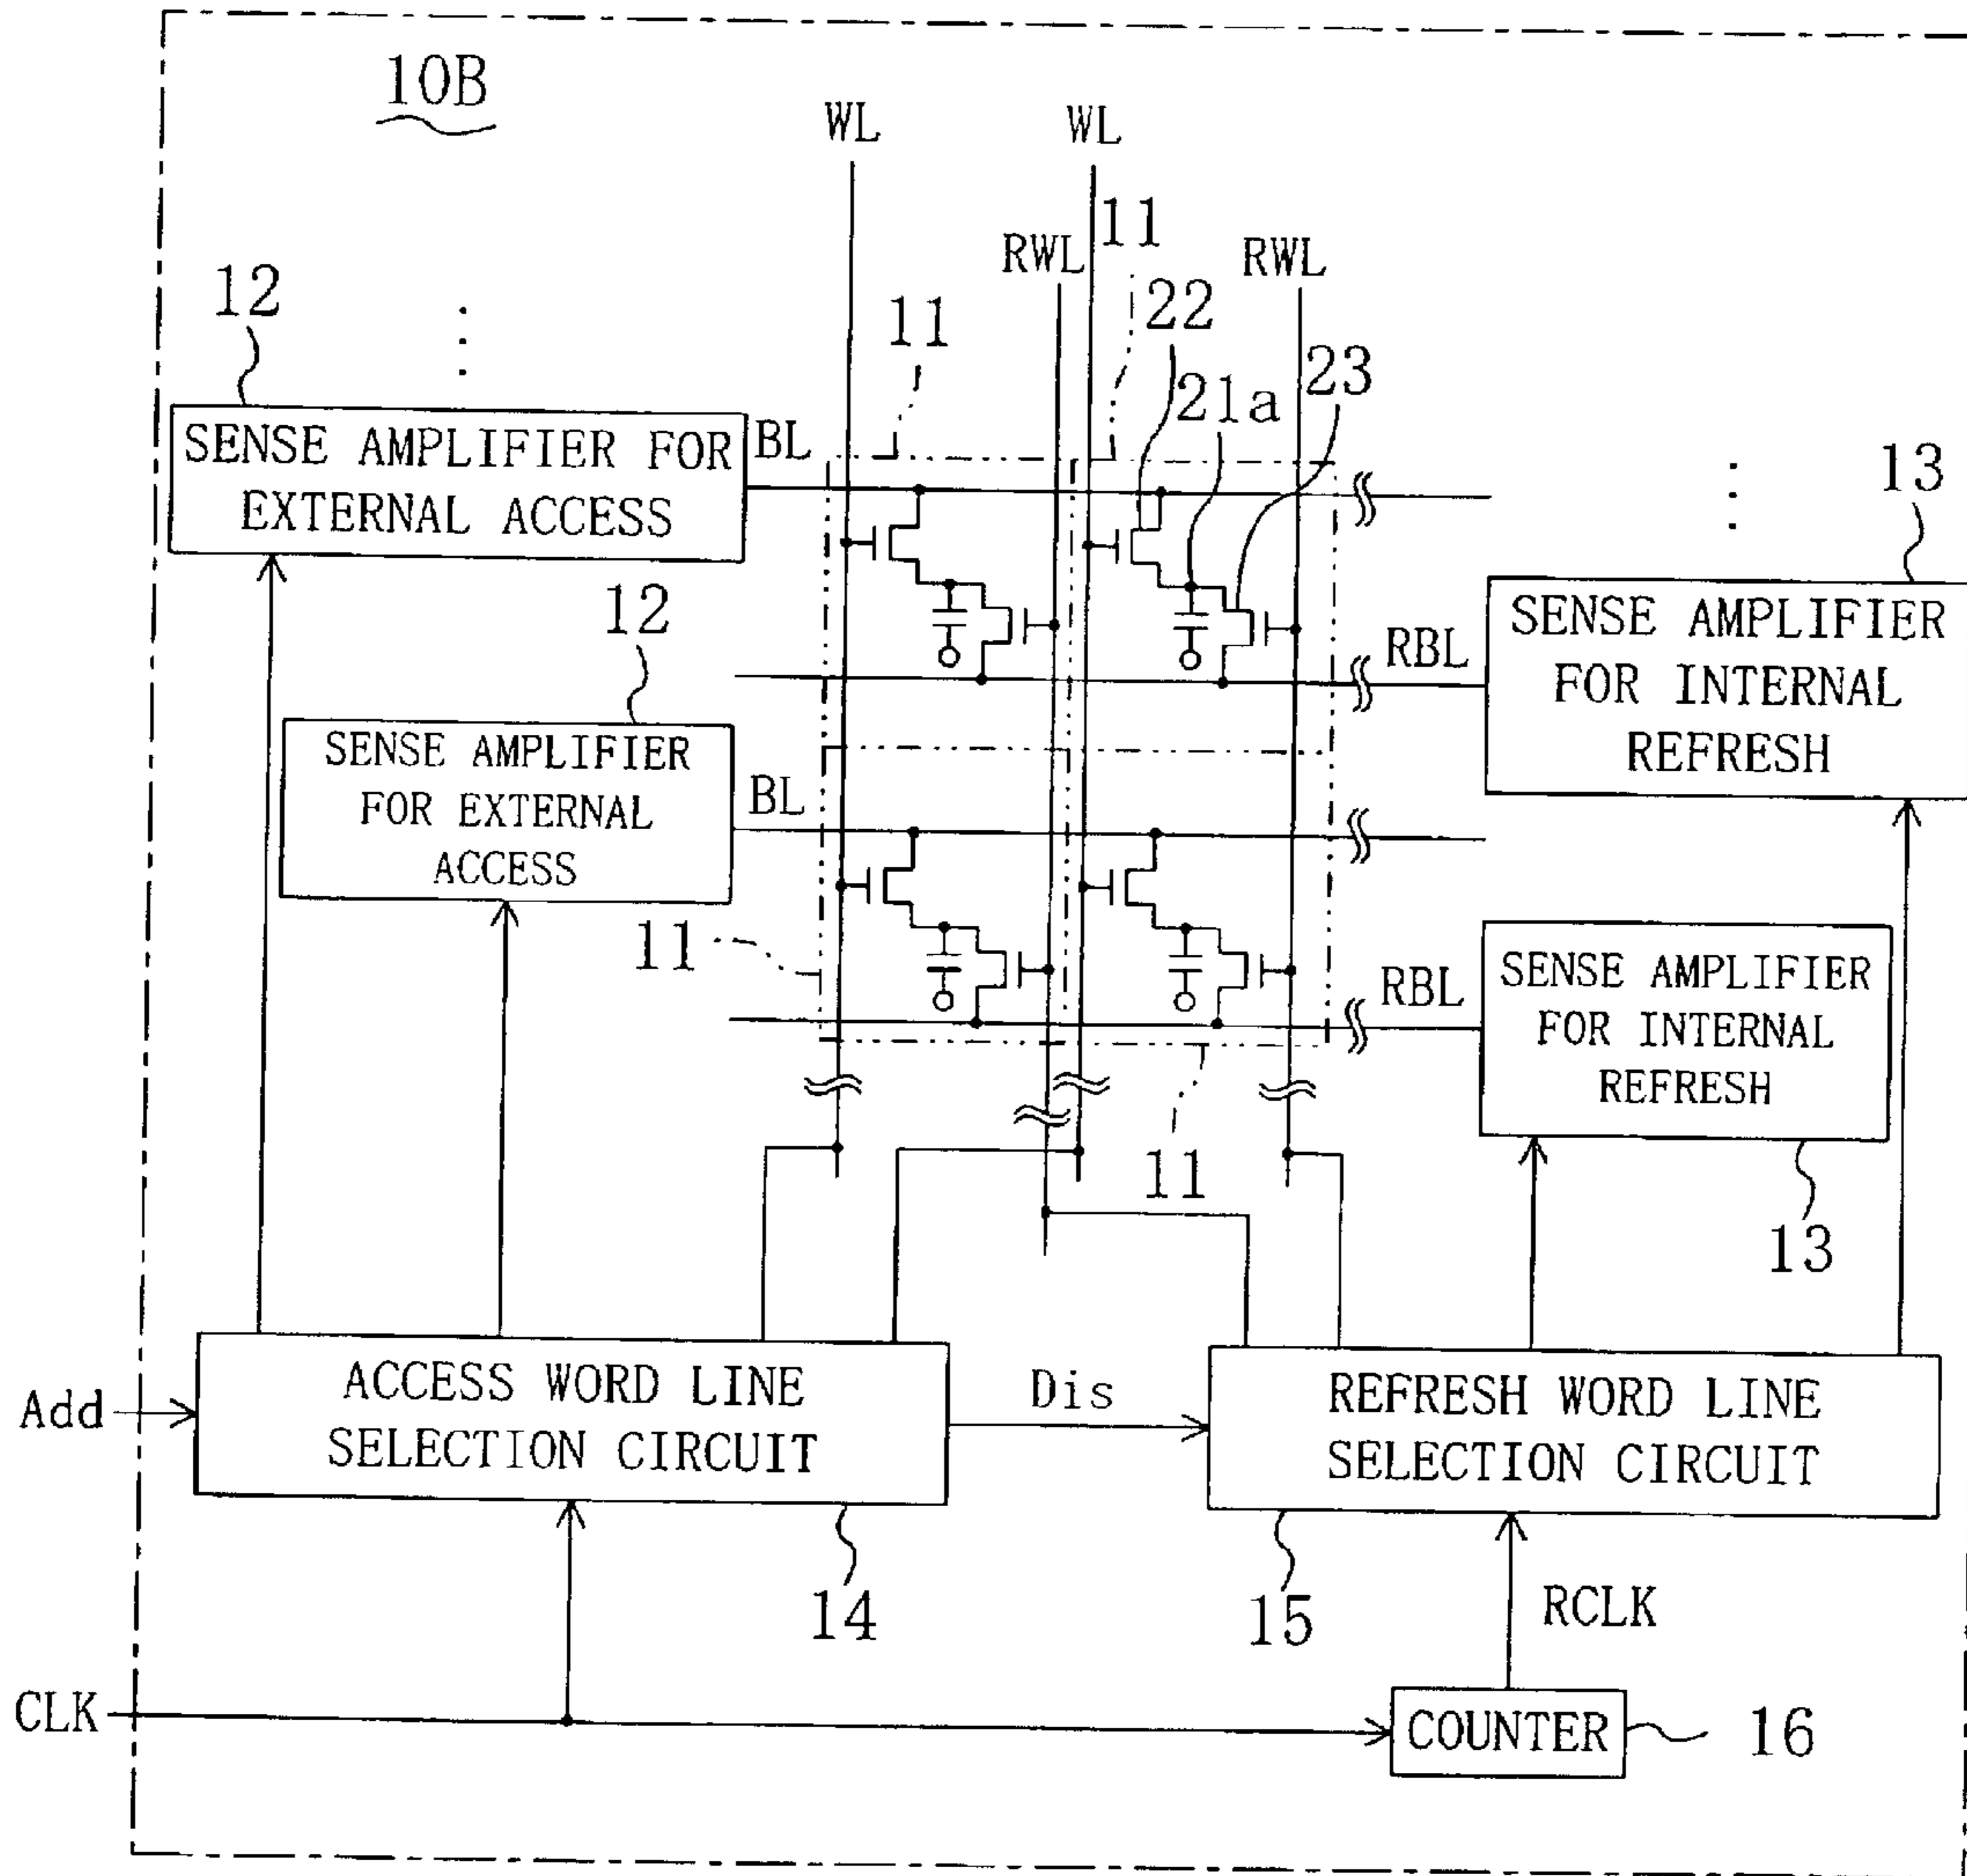 10B
WL
WL
11
RWL
RWL
12
11
22
23
21a
SENSE AMPLIFIER FOR
EXTERNAL ACCESS
BL
13
SENSE AMPLIFIER
FOR INTERNAL
REFRESH
12
RBL
SENSE AMPLIFIER
FOR EXTERNAL
ACCESS
BL
11
SENSE AMPLIFIER
FOR INTERNAL
REFRESH
RBL
11
13
Add
ACCESS WORD LINE
SELECTION CIRCUIT
Dis
REFRESH WORD LINE
SELECTION CIRCUIT
14
15
RCLK
CLK
COUNTER
16